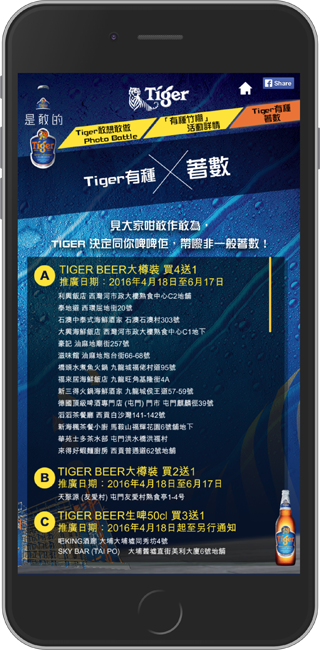 Tiger
Share
是敢的
Tiger敢想敢做
Photo Bottle
「有種竹棚」
活動詳情
Tiger有種
著數
Tiger有種
著數
見大家咁敢作敢為，
TIGER 決定同你啤啤佢，帶嚟非一般著數！
A
TIGER BEER大樽裝 買4送1
推廣日期：2016年4月18日至6月17日
利興飯店 西灣河市政大樓熟食中心C2地舖
泰地道 西環屈地街20號
石澳中泰式海鮮酒家 石澳石澳村303號
大興海鮮飯店 西灣河市政大樓熟食中心C1地下
豪記 油麻地廟街257號
滋味館 油麻地炮台街66-68號
橋頭水煮魚火鍋 九龍城福佬村道95號
福來居海鮮飯店 九龍旺角基隆街4A
新三得火鍋海鮮酒家 九龍城侯王道57-59號
德國頂級啤酒專門店 (屯門) 門市 屯門麒麟徑39號
滔滔茶餐廳 西貢白沙灣141-142號
新海楓茶餐小廚 馬鞍山福輝花園6號舖地下
華苑士多茶水部 屯門洪水橋洪福村
來得好蝦麵廚房 西貢普通道62號地舖
B
TIGER BEER大樽裝 買2送1
推廣日期：2016年4月18日至6月17日
天聚源 (友愛村) 屯門友愛村熟食亭1-4號
C
TIGER BEER生啤50cl 買3送1
推廣日期：2016年4月18日起至另行通知
吧KING酒廊 大埔大埔墟同秀坊4號
SKY BAR (TAI PO) 大埔舊墟直街美利大廈6號地舖